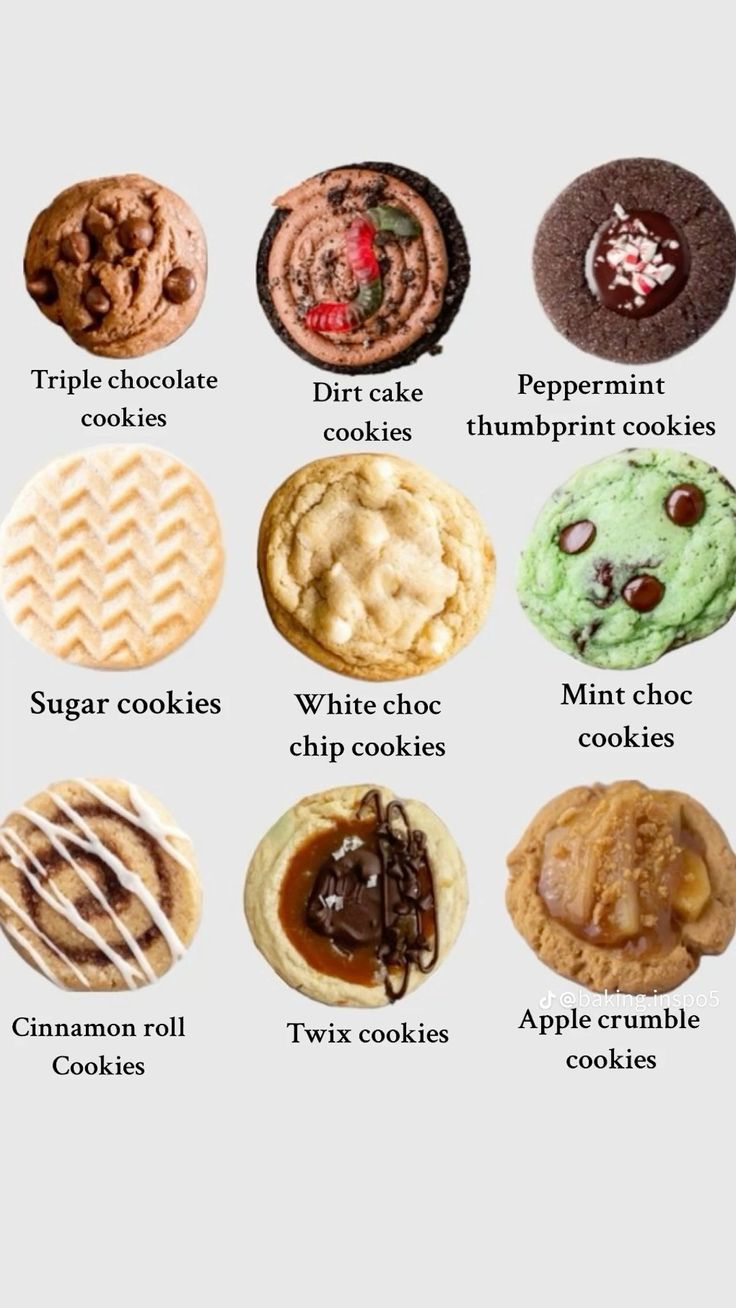 Triple chocolate
cookies
Dirt cake
cookies
Peppermint
thumbprint cookies
Sugar cookies
White choc
chip cookies
Mint choc
cookies
Cinnamon roll
Cookies
Twix cookies
@baking.inspo5
Apple crumble
cookies